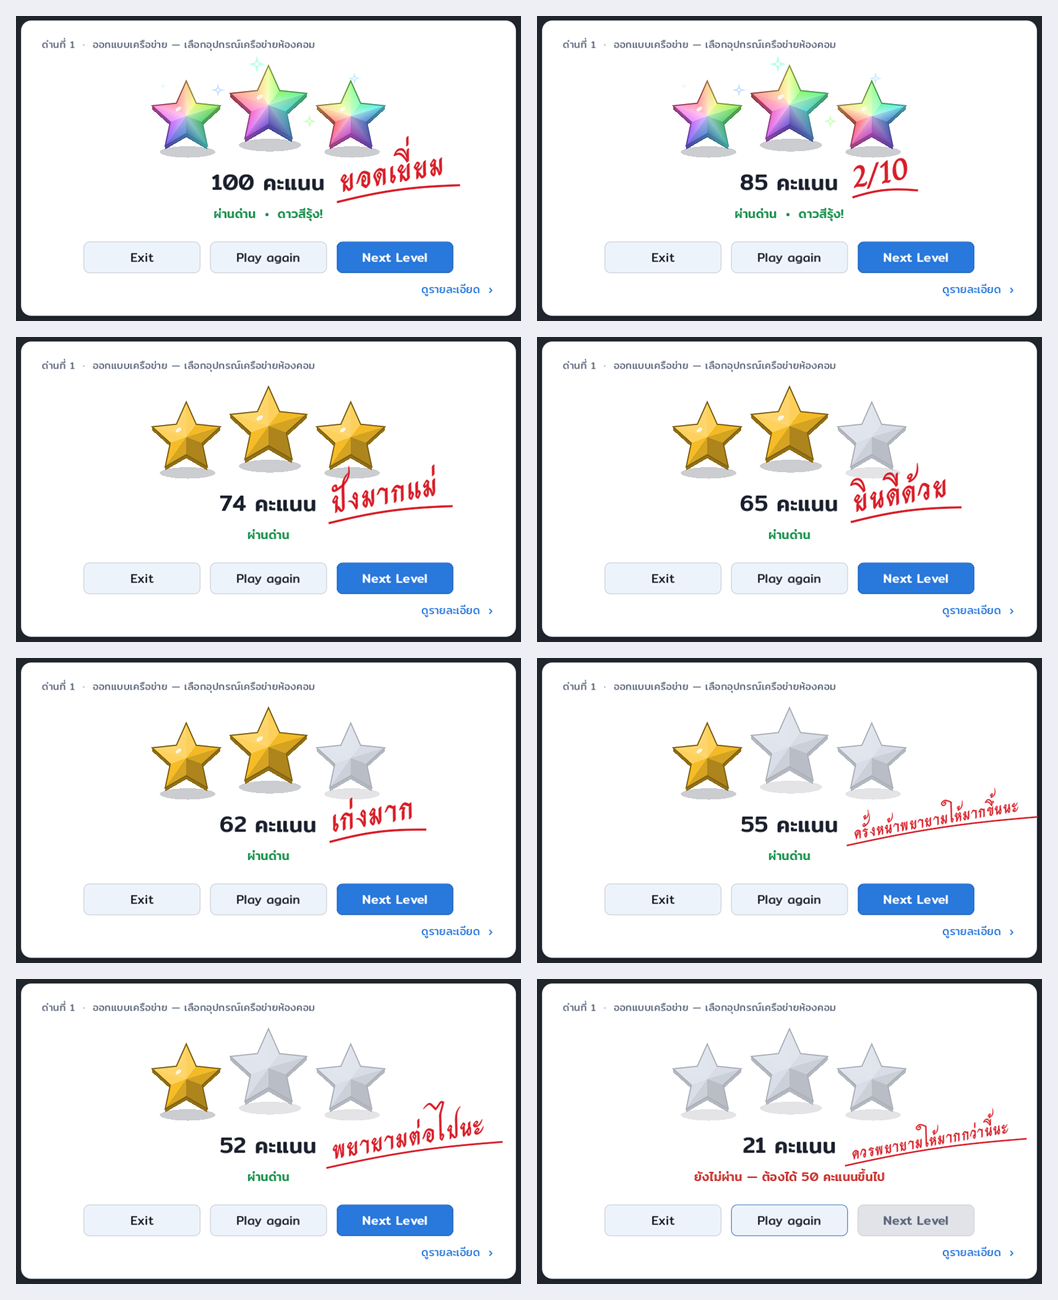 ด่านที่ 1 · ออกแบบเครือข่าย — เลือกอุปกรณ์เครือข่ายห้องคอม
100 คะแนน ยอดเยี่ยม
ผ่านด่าน • ดาวสีรุ้ง!
Exit Play again Next Level
ดูรายละเอียด ›
ด่านที่ 1 · ออกแบบเครือข่าย — เลือกอุปกรณ์เครือข่ายห้องคอม
85 คะแนน 2/10
ผ่านด่าน • ดาวสีรุ้ง!
Exit Play again Next Level
ดูรายละเอียด ›
ด่านที่ 1 · ออกแบบเครือข่าย — เลือกอุปกรณ์เครือข่ายห้องคอม
74 คะแนน ปังมากแม่
ผ่านด่าน
Exit Play again Next Level
ดูรายละเอียด ›
ด่านที่ 1 · ออกแบบเครือข่าย — เลือกอุปกรณ์เครือข่ายห้องคอม
65 คะแนน ยินดีด้วย
ผ่านด่าน
Exit Play again Next Level
ดูรายละเอียด ›
ด่านที่ 1 · ออกแบบเครือข่าย — เลือกอุปกรณ์เครือข่ายห้องคอม
62 คะแนน เก่งมาก
ผ่านด่าน
Exit Play again Next Level
ดูรายละเอียด ›
ด่านที่ 1 · ออกแบบเครือข่าย — เลือกอุปกรณ์เครือข่ายห้องคอม
55 คะแนน ครั้งหน้าพยายามให้มากขึ้นนะ
ผ่านด่าน
Exit Play again Next Level
ดูรายละเอียด ›
ด่านที่ 1 · ออกแบบเครือข่าย — เลือกอุปกรณ์เครือข่ายห้องคอม
52 คะแนน พยายามต่อไปนะ
ผ่านด่าน
Exit Play again Next Level
ดูรายละเอียด ›
ด่านที่ 1 · ออกแบบเครือข่าย — เลือกอุปกรณ์เครือข่ายห้องคอม
21 คะแนน ควรพยายามให้มากกว่านี้นะ
ยังไม่ผ่าน — ต้องได้ 50 คะแนนขึ้นไป
Exit Play again Next Level
ดูรายละเอียด ›